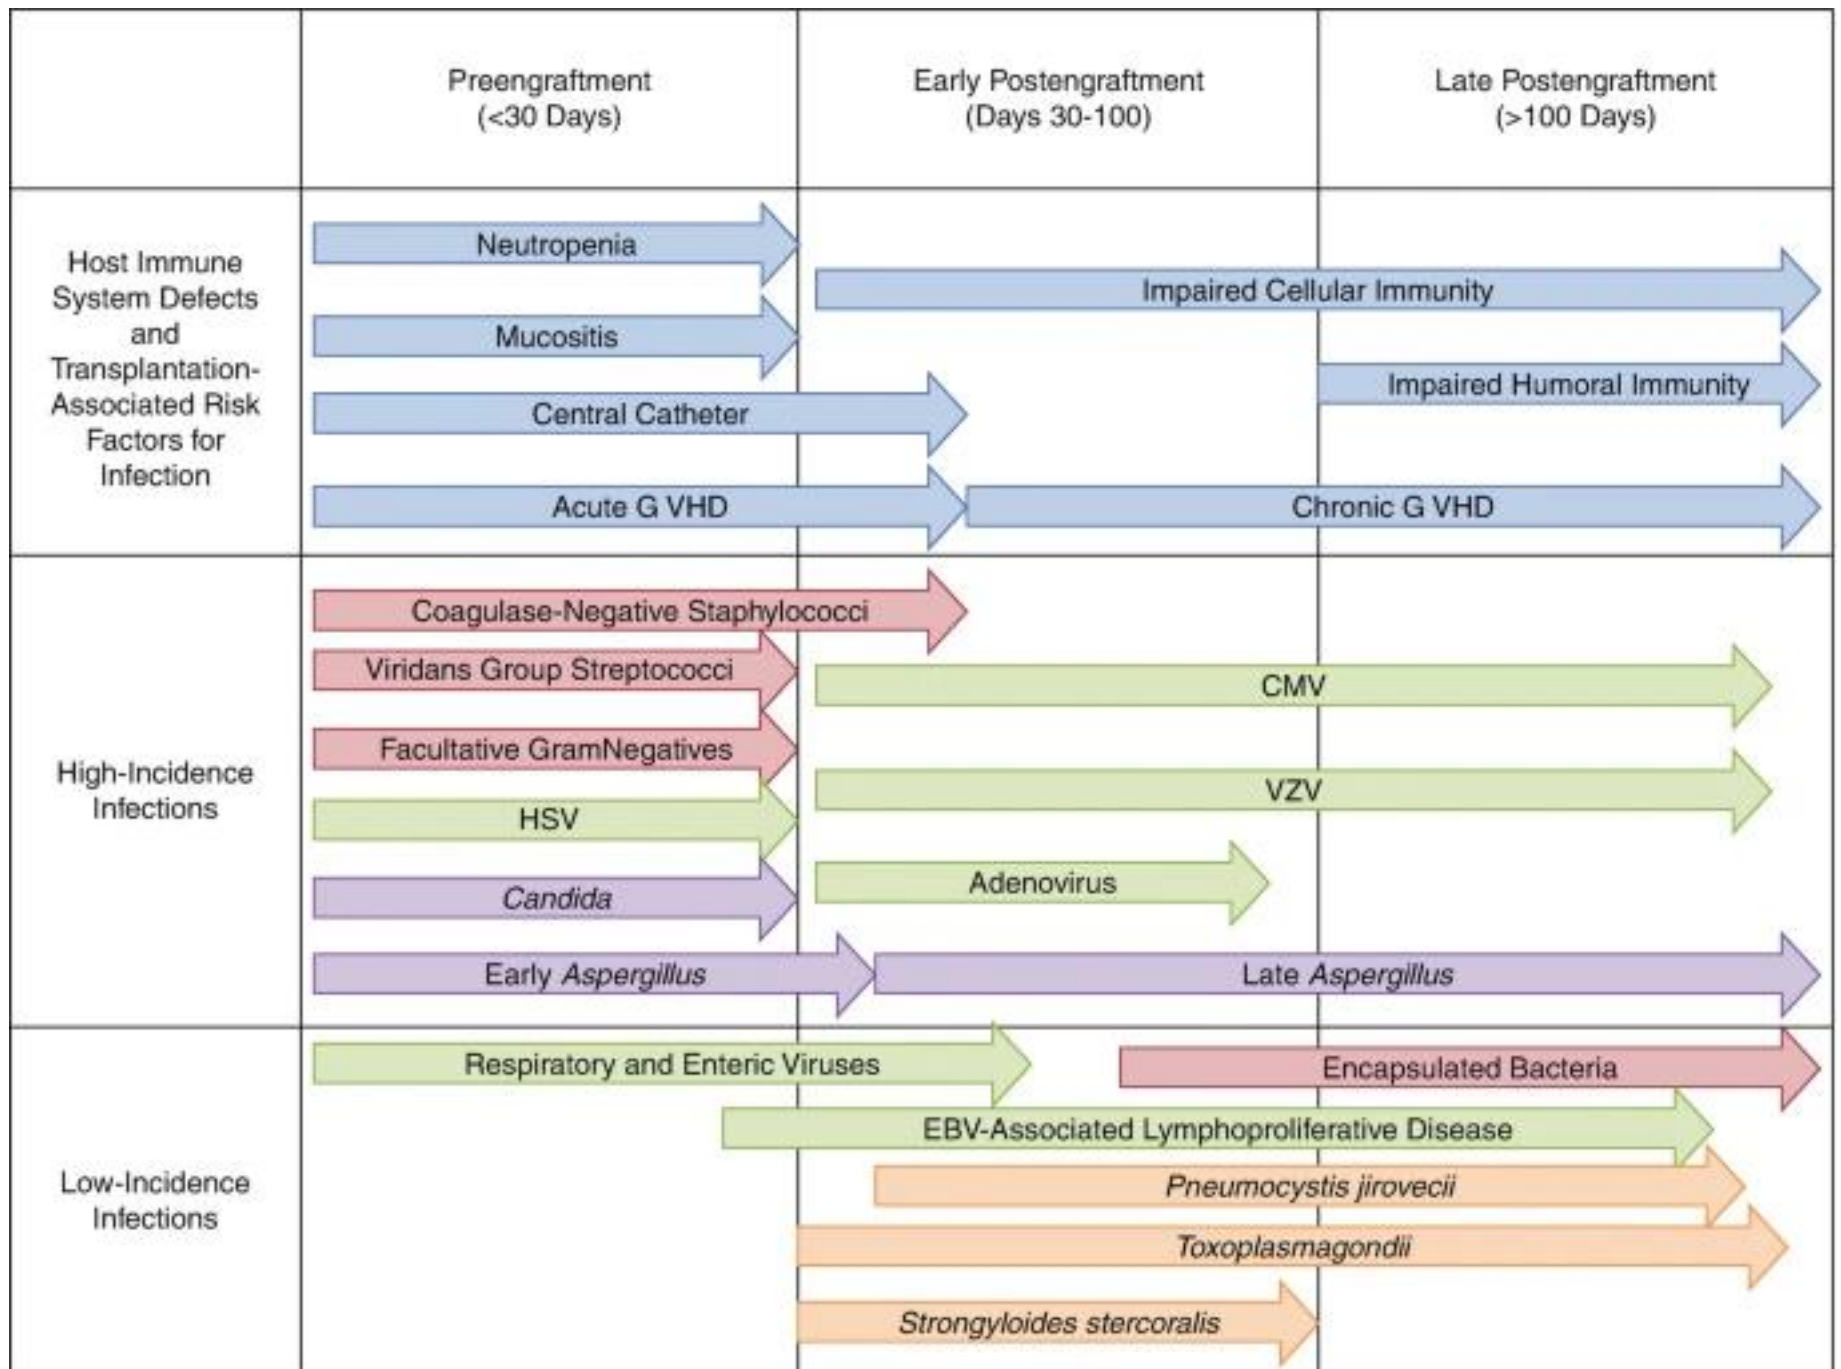 Preengraftment
(<30 Days)
Early Postengraftment
(Days 30-100)
Late Postengraftment
(>100 Days)
Host Immune
System Defects
and
Transplantation-
Associated Risk
Factors for
Infection
Neutropenia
Impaired Cellular Immunity
Mucositis
Impaired Humoral Immunity
Central Catheter
Acute G VHD
Chronic G VHD
High-Incidence
Infections
Coagulase-Negative Staphylococci
Viridans Group Streptococci
CMV
Facultative GramNegatives
VZV
HSV
Adenovirus
Candida
Early Aspergillus
Late Aspergillus
Low-Incidence
Infections
Respiratory and Enteric Viruses
Encapsulated Bacteria
EBV-Associated Lymphoproliferative Disease
Pneumocystis jirovecii
Toxoplasmagondii
Strongyloides stercoralis